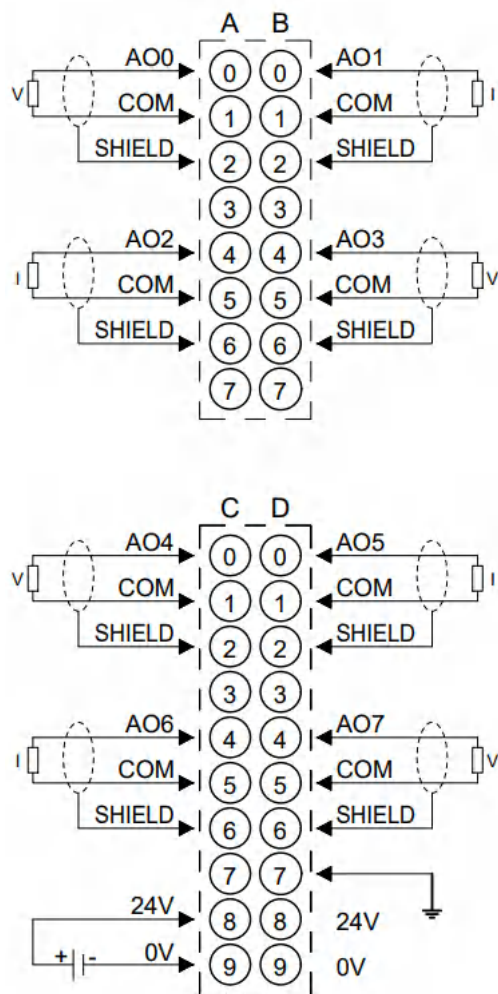 A B
AO0 0 0 AO1
V COM 1 1 COM I
SHIELD 2 2 SHIELD
3 3
AO2 4 4 AO3
I COM 5 5 COM V
SHIELD 6 6 SHIELD
7 7
C D
AO4 0 0 AO5
V COM 1 1 COM I
SHIELD 2 2 SHIELD
3 3
AO6 4 4 AO7
I COM 5 5 COM V
SHIELD 6 6 SHIELD
7 7
24V 8 8 24V
+ - 0V 9 9 0V